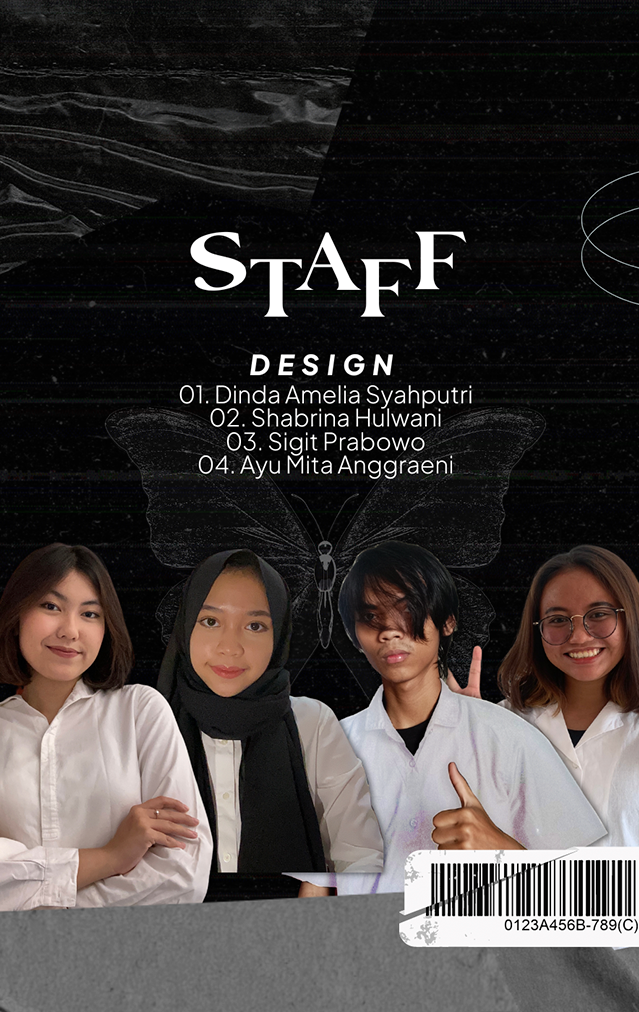 STAFF
DESIGN
01. Dinda Amelia Syahputri
02. Shabrina Hulwani
03. Sigit Prabowo
04. Ayu Mita Anggraeni
0123A456B-789(C)